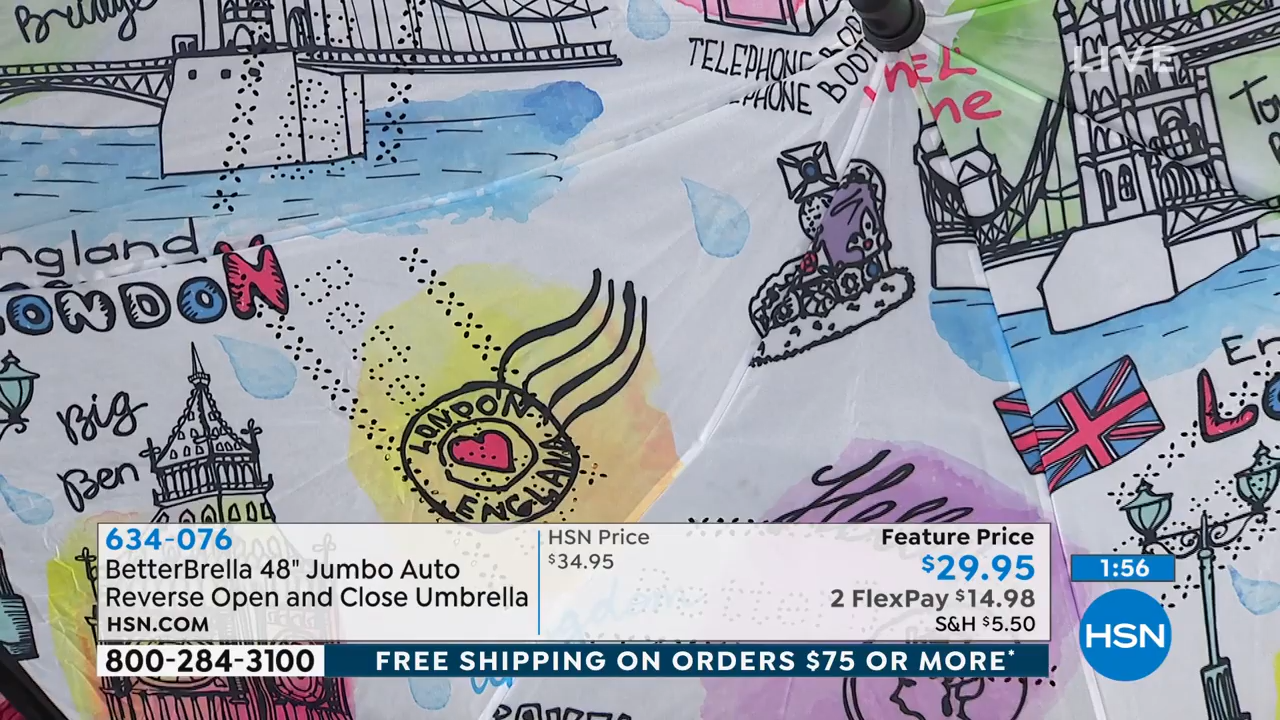 Bridge
TELEPHONE
BOOTH
LIVE
England
LONDON
Big
Ben
LONDON
ENGLAND
Hello
634-076
BetterBrella 48" Jumbo Auto
Reverse Open and Close Umbrella
HSN.COM
HSN Price
$34.95
Feature Price
$29.95
2 FlexPay $14.98
S&H $5.50
1:56
HSN
800-284-3100
FREE SHIPPING ON ORDERS $75 OR MORE*